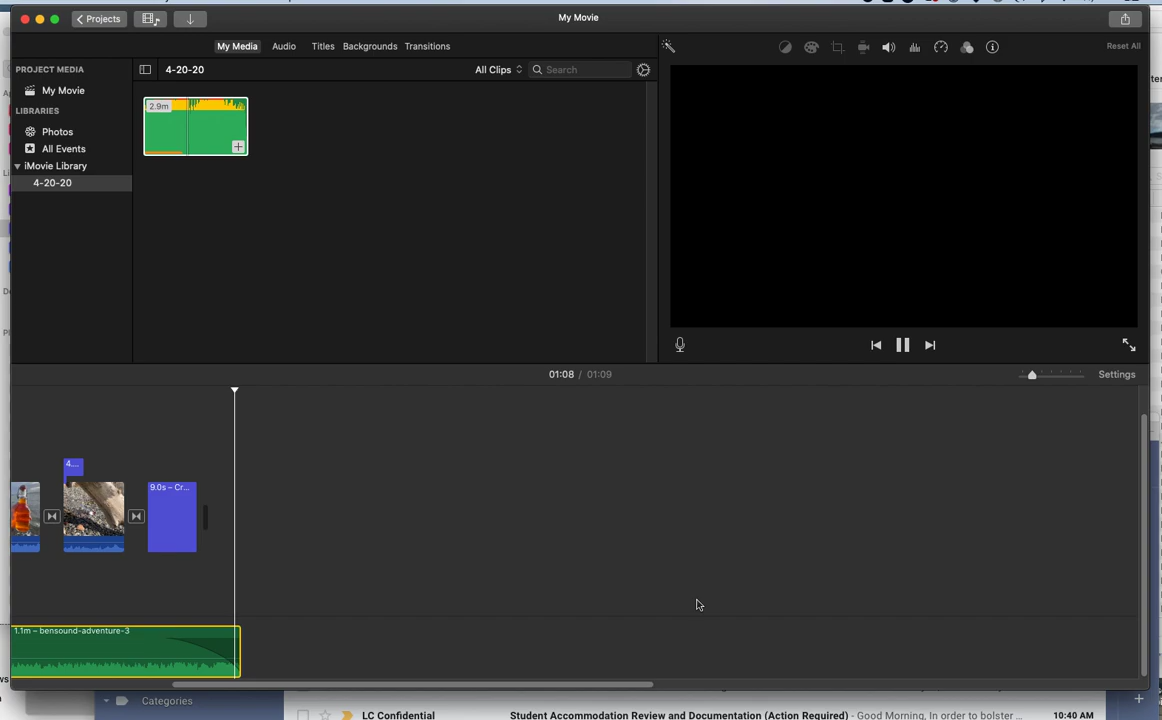 Projects
My Movie
My Media Audio Titles Backgrounds Transitions
Reset All
PROJECT MEDIA
4-20-20
All Clips
Search
My Movie
LIBRARIES
2.9m
Photos
All Events
iMovie Library
4-20-20
01:08 / 01:09
Settings
4...
9.0s – Cr...
1.1m – bensound-adventure-3
Categories
LC Confidential
Student Accommodation Review and Documentation (Action Required) - Good Morning, In order to bolster ...
10:40 AM